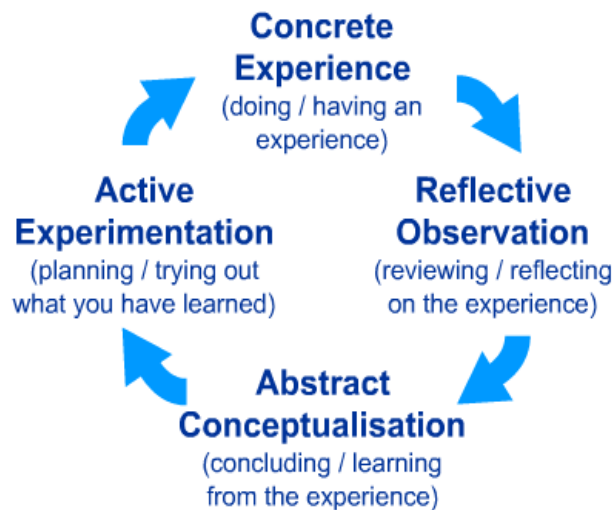 Concrete
Experience
(doing / having an
experience)
Reflective
Observation
(reviewing / reflecting
on the experience)
Abstract
Conceptualisation
(concluding / learning
from the experience)
Active
Experimentation
(planning / trying out
what you have learned)